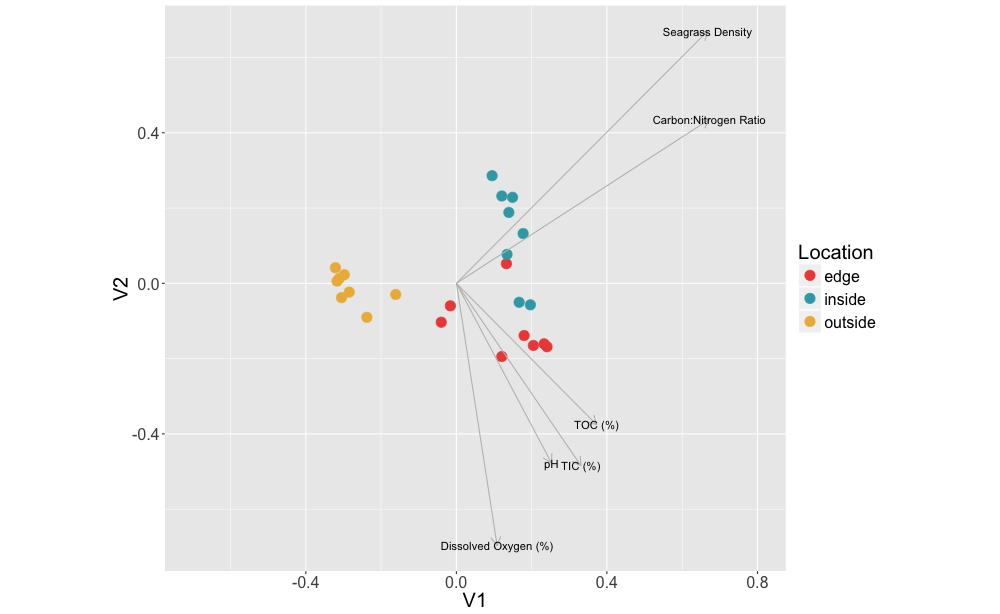 Seagrass Density
Carbon:Nitrogen Ratio
0.4
0.0
-0.4
V2
TOC (%)
pH TIC (%)
Dissolved Oxygen (%)
-0.4 0.0 0.4 0.8
V1
Location
edge
inside
outside